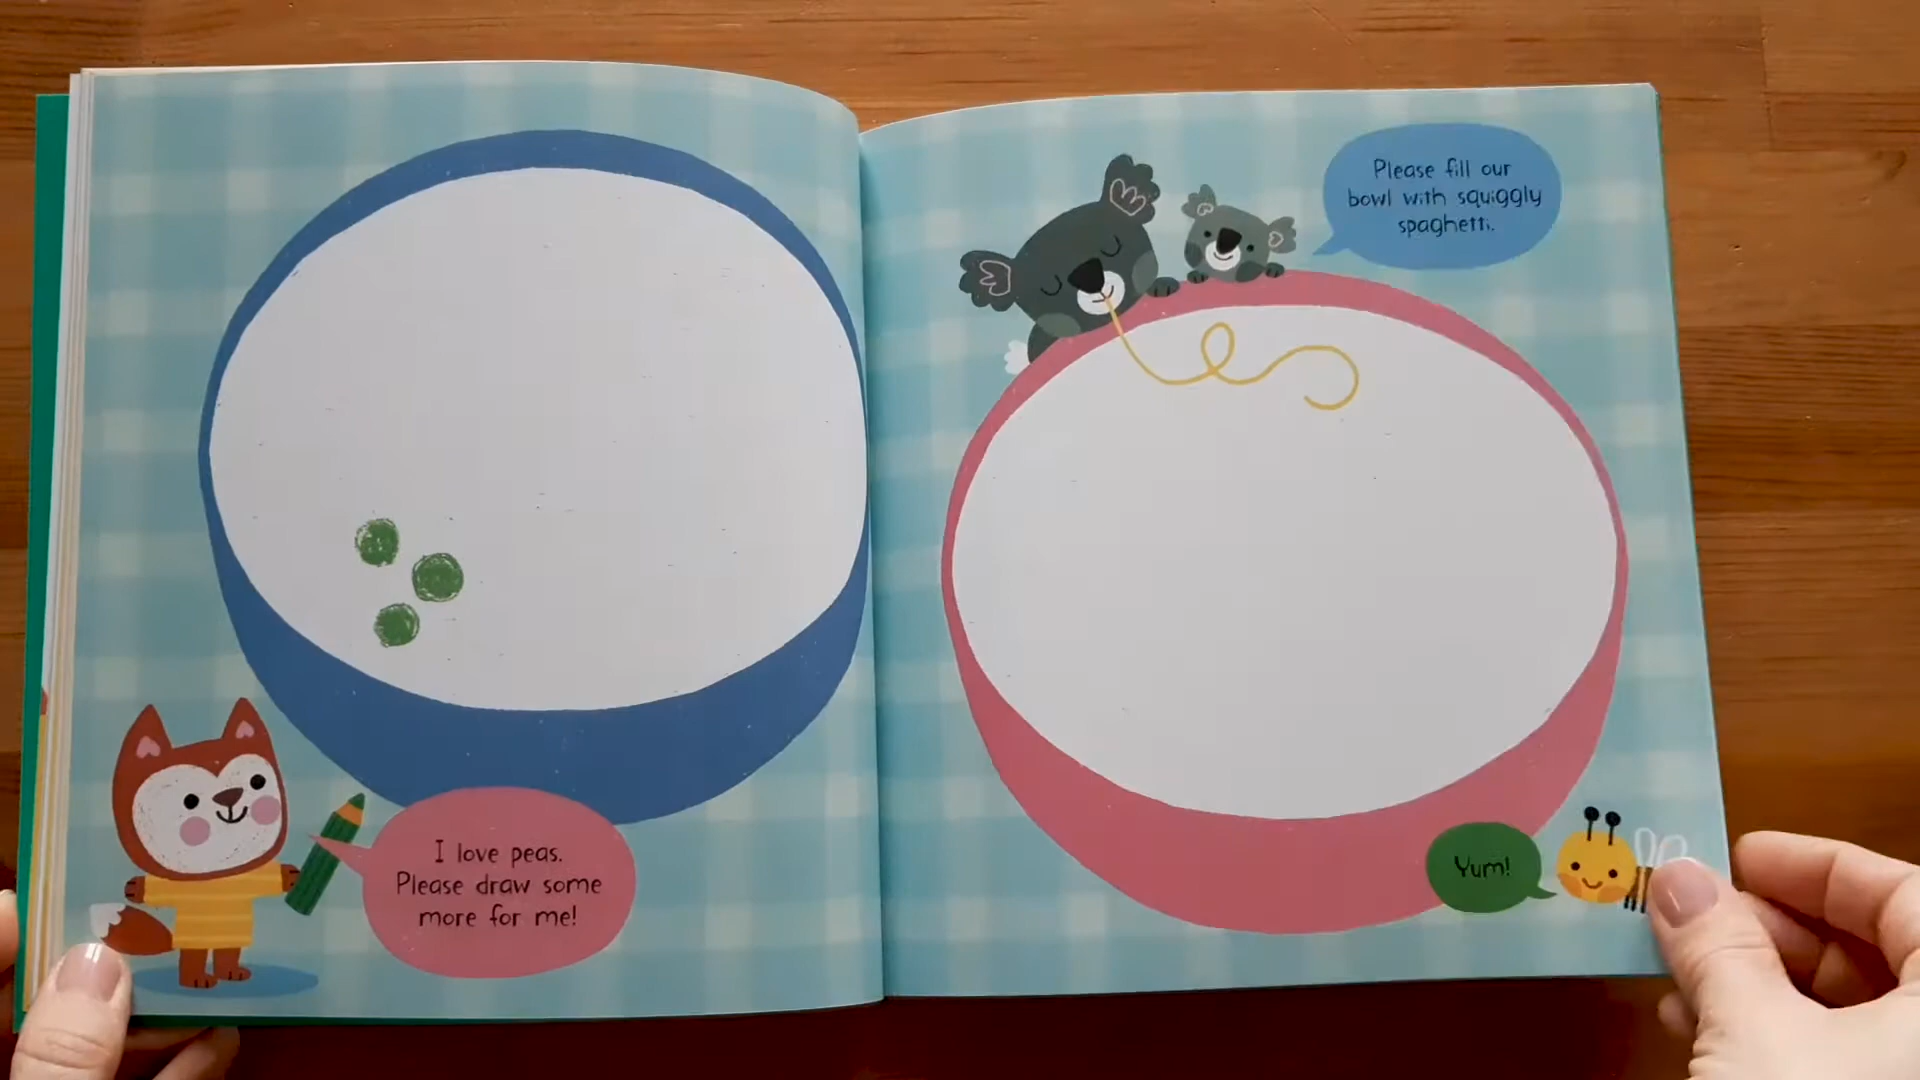 I love peas.
Please draw some
more for me!
Please fill our
bowl with squiggly
spaghetti.
Yum!